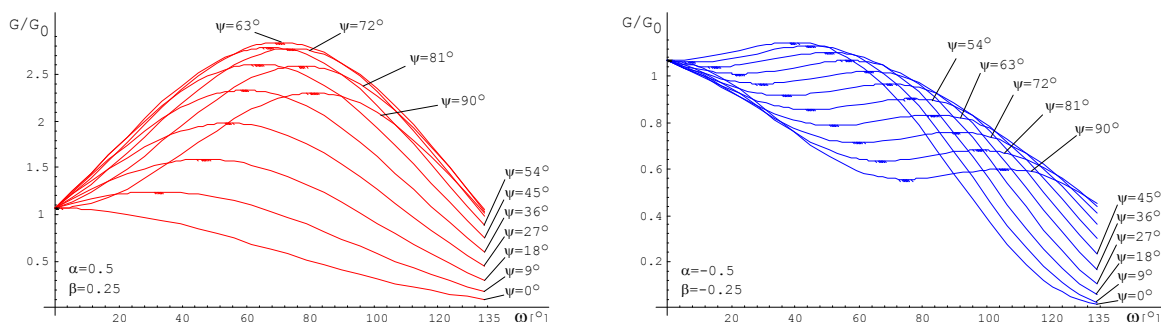 G/G0
ψ=63° ψ=72°
2.5
ψ=81°
ψ=90°
2
1.5
ψ=54°
ψ=45°
1
ψ=36°
ψ=27°
0.5
α=0.5
ψ=18°
β=0.25
ψ=9°
ψ=0°
20 40 60 80 100 120 135 ω[°]
G/G0
ψ=54°
1
ψ=63°
ψ=72°
0.8
ψ=81°
ψ=90°
0.6
0.4
ψ=45°
ψ=36°
0.2
ψ=27°
α=-0.5
ψ=18°
β=-0.25
ψ=9°
ψ=0°
20 40 60 80 100 120 135 ω[°]